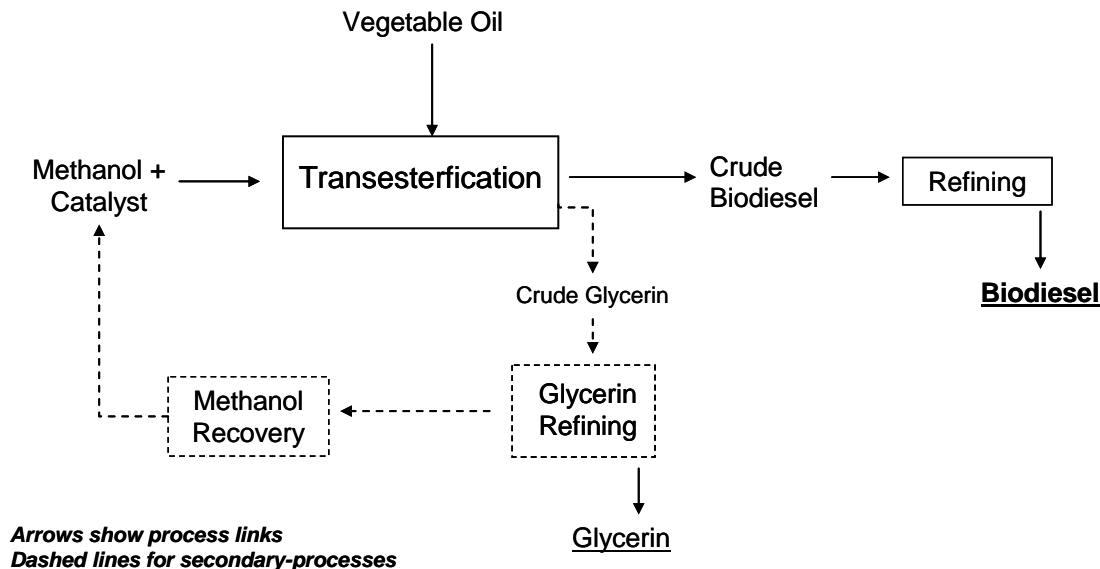 Vegetable Oil
Methanol +
Catalyst
Transesterfication
Crude
Biodiesel
Refining
Biodiesel
Crude Glycerin
Glycerin
Refining
Methanol
Recovery
Glycerin
Arrows show process links
Dashed lines for secondary-processes